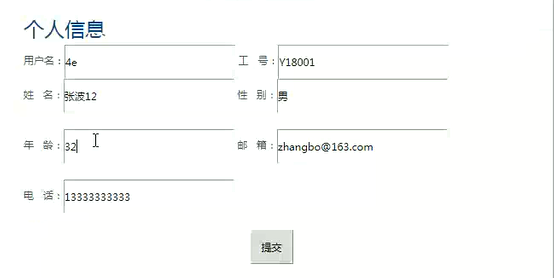 个人信息
用户名：4e 工 号：Y18001
姓 名：张波12 性 别：男
年 龄：32 邮 箱：zhangbo@163.com
电 话：13333333333
提交